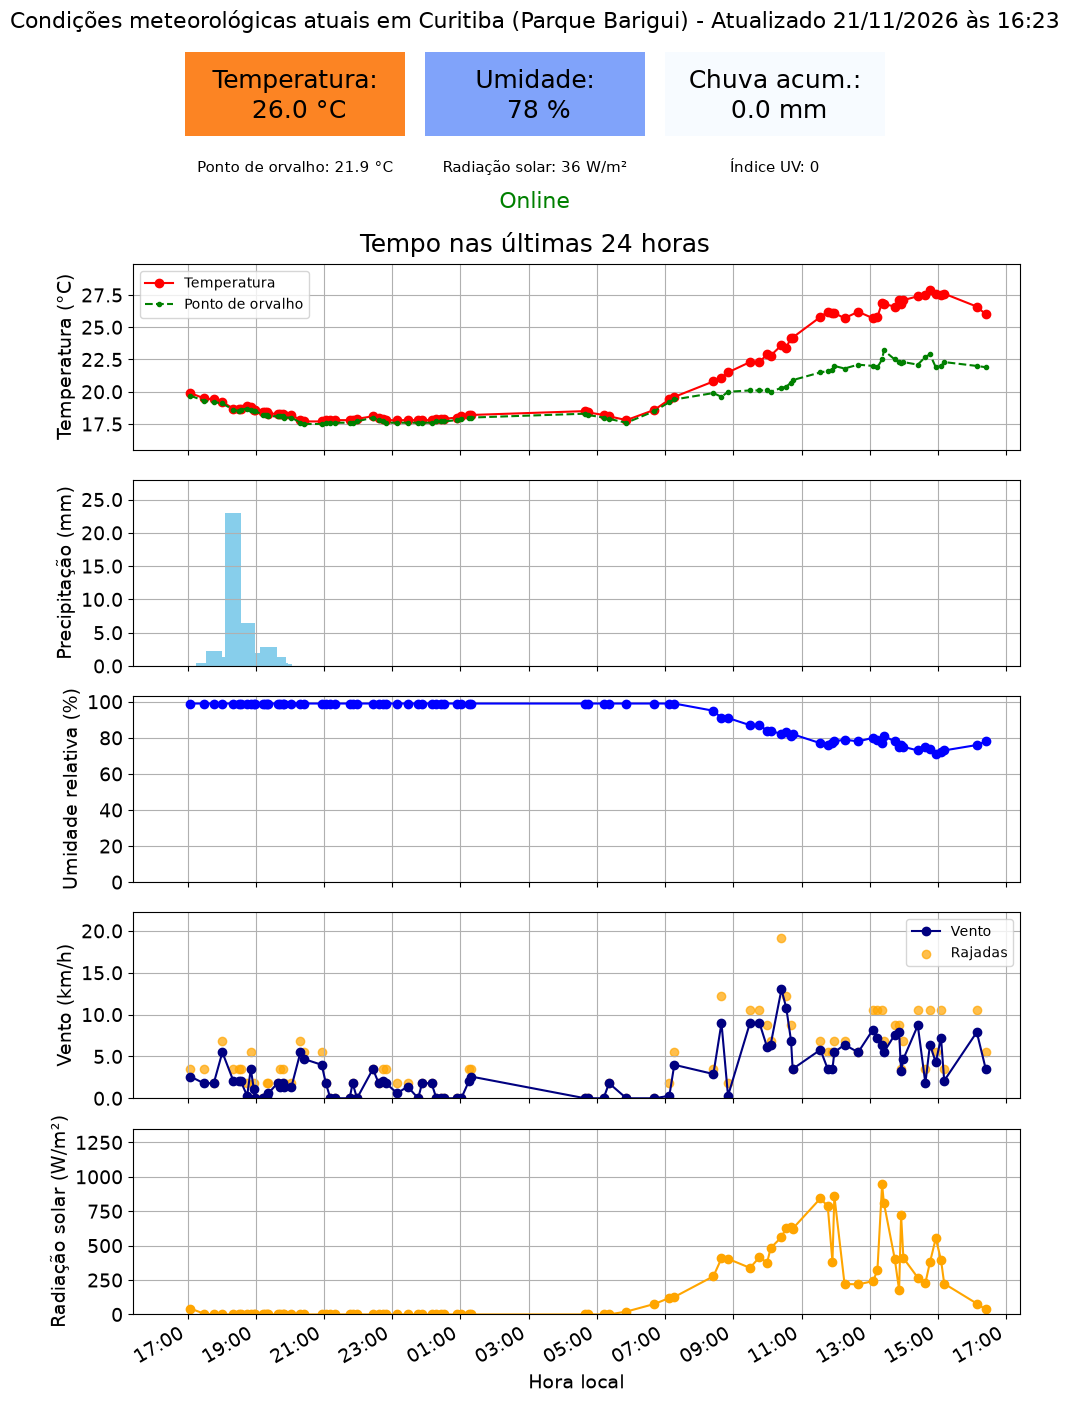 Condições meteorológicas atuais em Curitiba (Parque Barigui) - Atualizado 21/11/2026 às 16:23
Temperatura:
26.0 °C
Umidade:
78 %
Chuva acum.:
0.0 mm
Ponto de orvalho: 21.9 °C
Radiação solar: 36 W/m²
Índice UV: 0
Online
Tempo nas últimas 24 horas
Temperatura (°C)
27.5
25.0
22.5
20.0
17.5
Temperatura
Ponto de orvalho
Precipitação (mm)
25.0
20.0
15.0
10.0
5.0
0.0
Umidade relativa (%)
100
80
60
40
20
0
Vento (km/h)
20.0
15.0
10.0
5.0
0.0
Vento
Rajadas
Radiação solar (W/m²)
1250
1000
750
500
250
0
17:00
19:00
21:00
23:00
01:00
03:00
05:00
07:00
09:00
11:00
13:00
15:00
17:00
Hora local